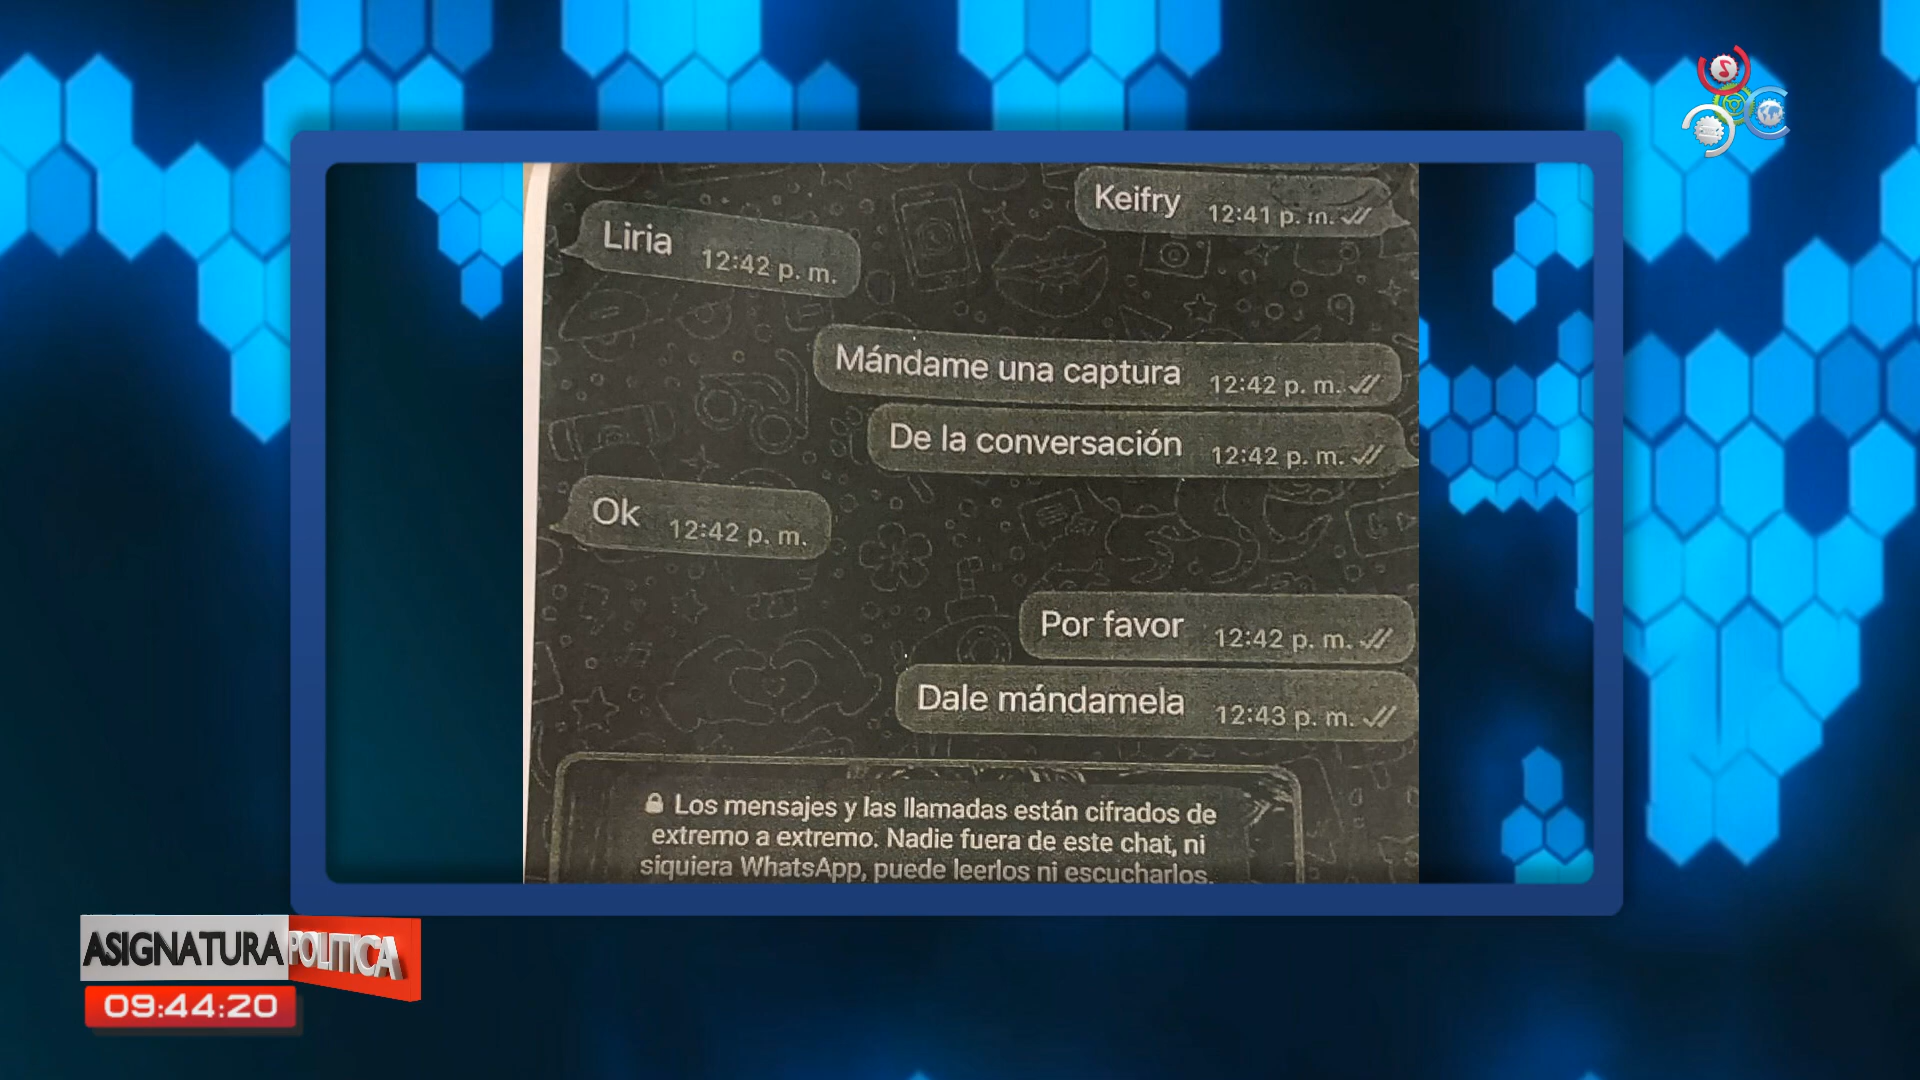 Keifry 12:41 p. m.
Liria 12:42 p. m.
Mándame una captura 12:42 p. m.
De la conversación 12:42 p. m.
Ok 12:42 p. m.
Por favor 12:42 p. m.
Dale mándamela 12:43 p. m.
Los mensajes y las llamadas están cifrados de
extremo a extremo. Nadie fuera de este chat, ni
siquiera WhatsApp, puede leerlos ni escucharlos.
ASIGNATURA POLITICA
09:44:20